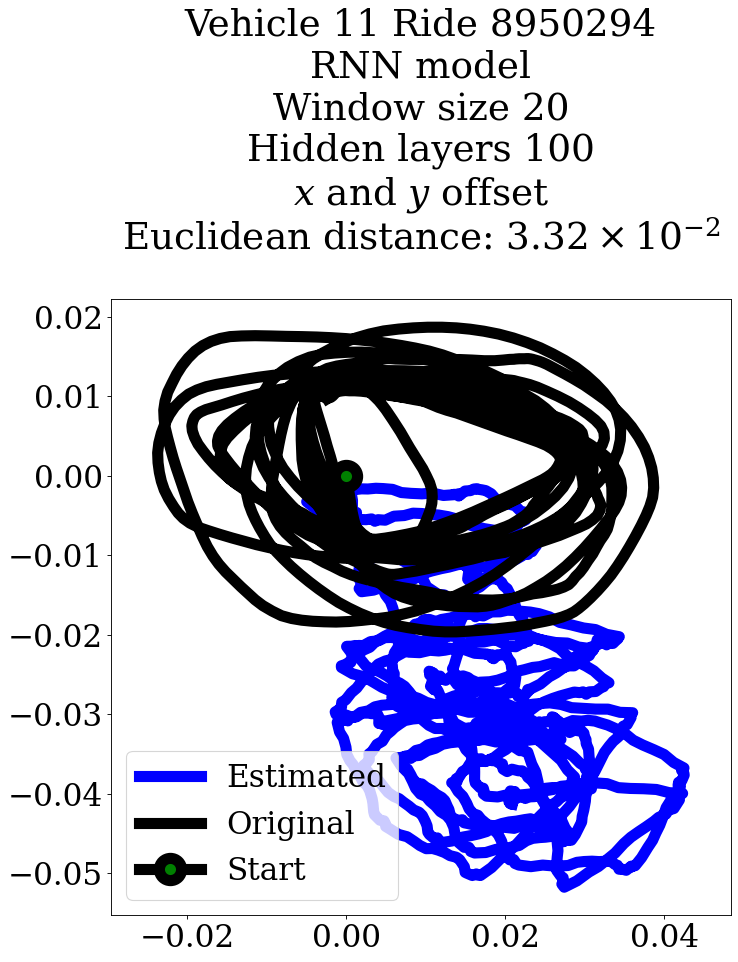 Vehicle 11 Ride 8950294
RNN model
Window size 20
Hidden layers 100
x and y offset
Euclidean distance: 3.32 × 10⁻²
0.02
0.01
0.00
−0.01
−0.02
−0.03
−0.04
−0.05
Estimated
Original
Start
−0.02 0.00 0.02 0.04